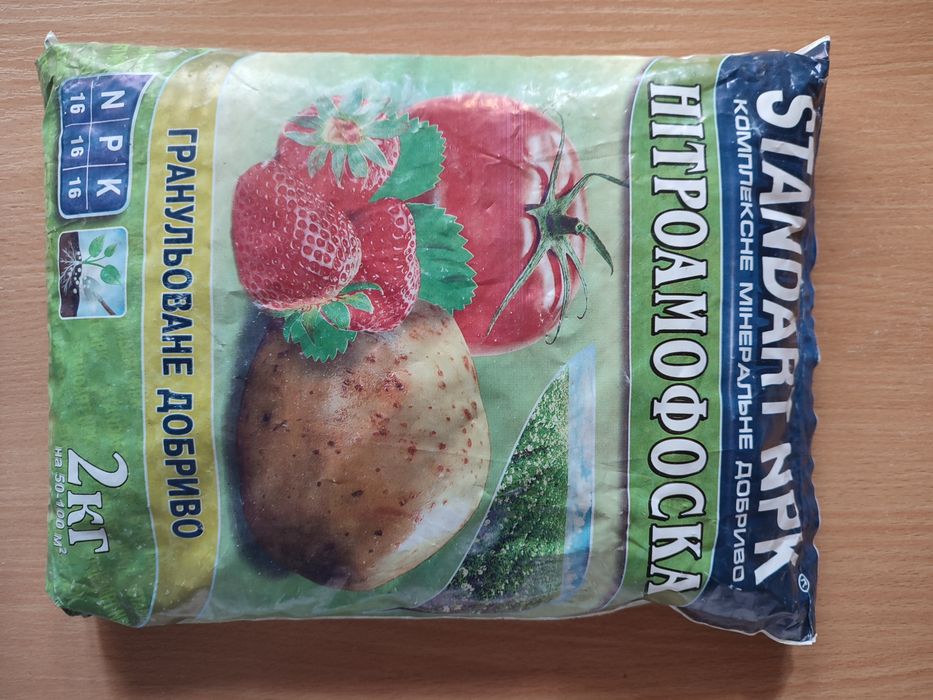 STANDART NPK ®
КОМПЛЕКСНЕ МІНЕРАЛЬНЕ ДОБРИВО
НІТРОАМОФОСКА
ГРАНУЛЬОВАНЕ ДОБРИВО
N P K
16 16 16
2КГ
на 50-100 м²